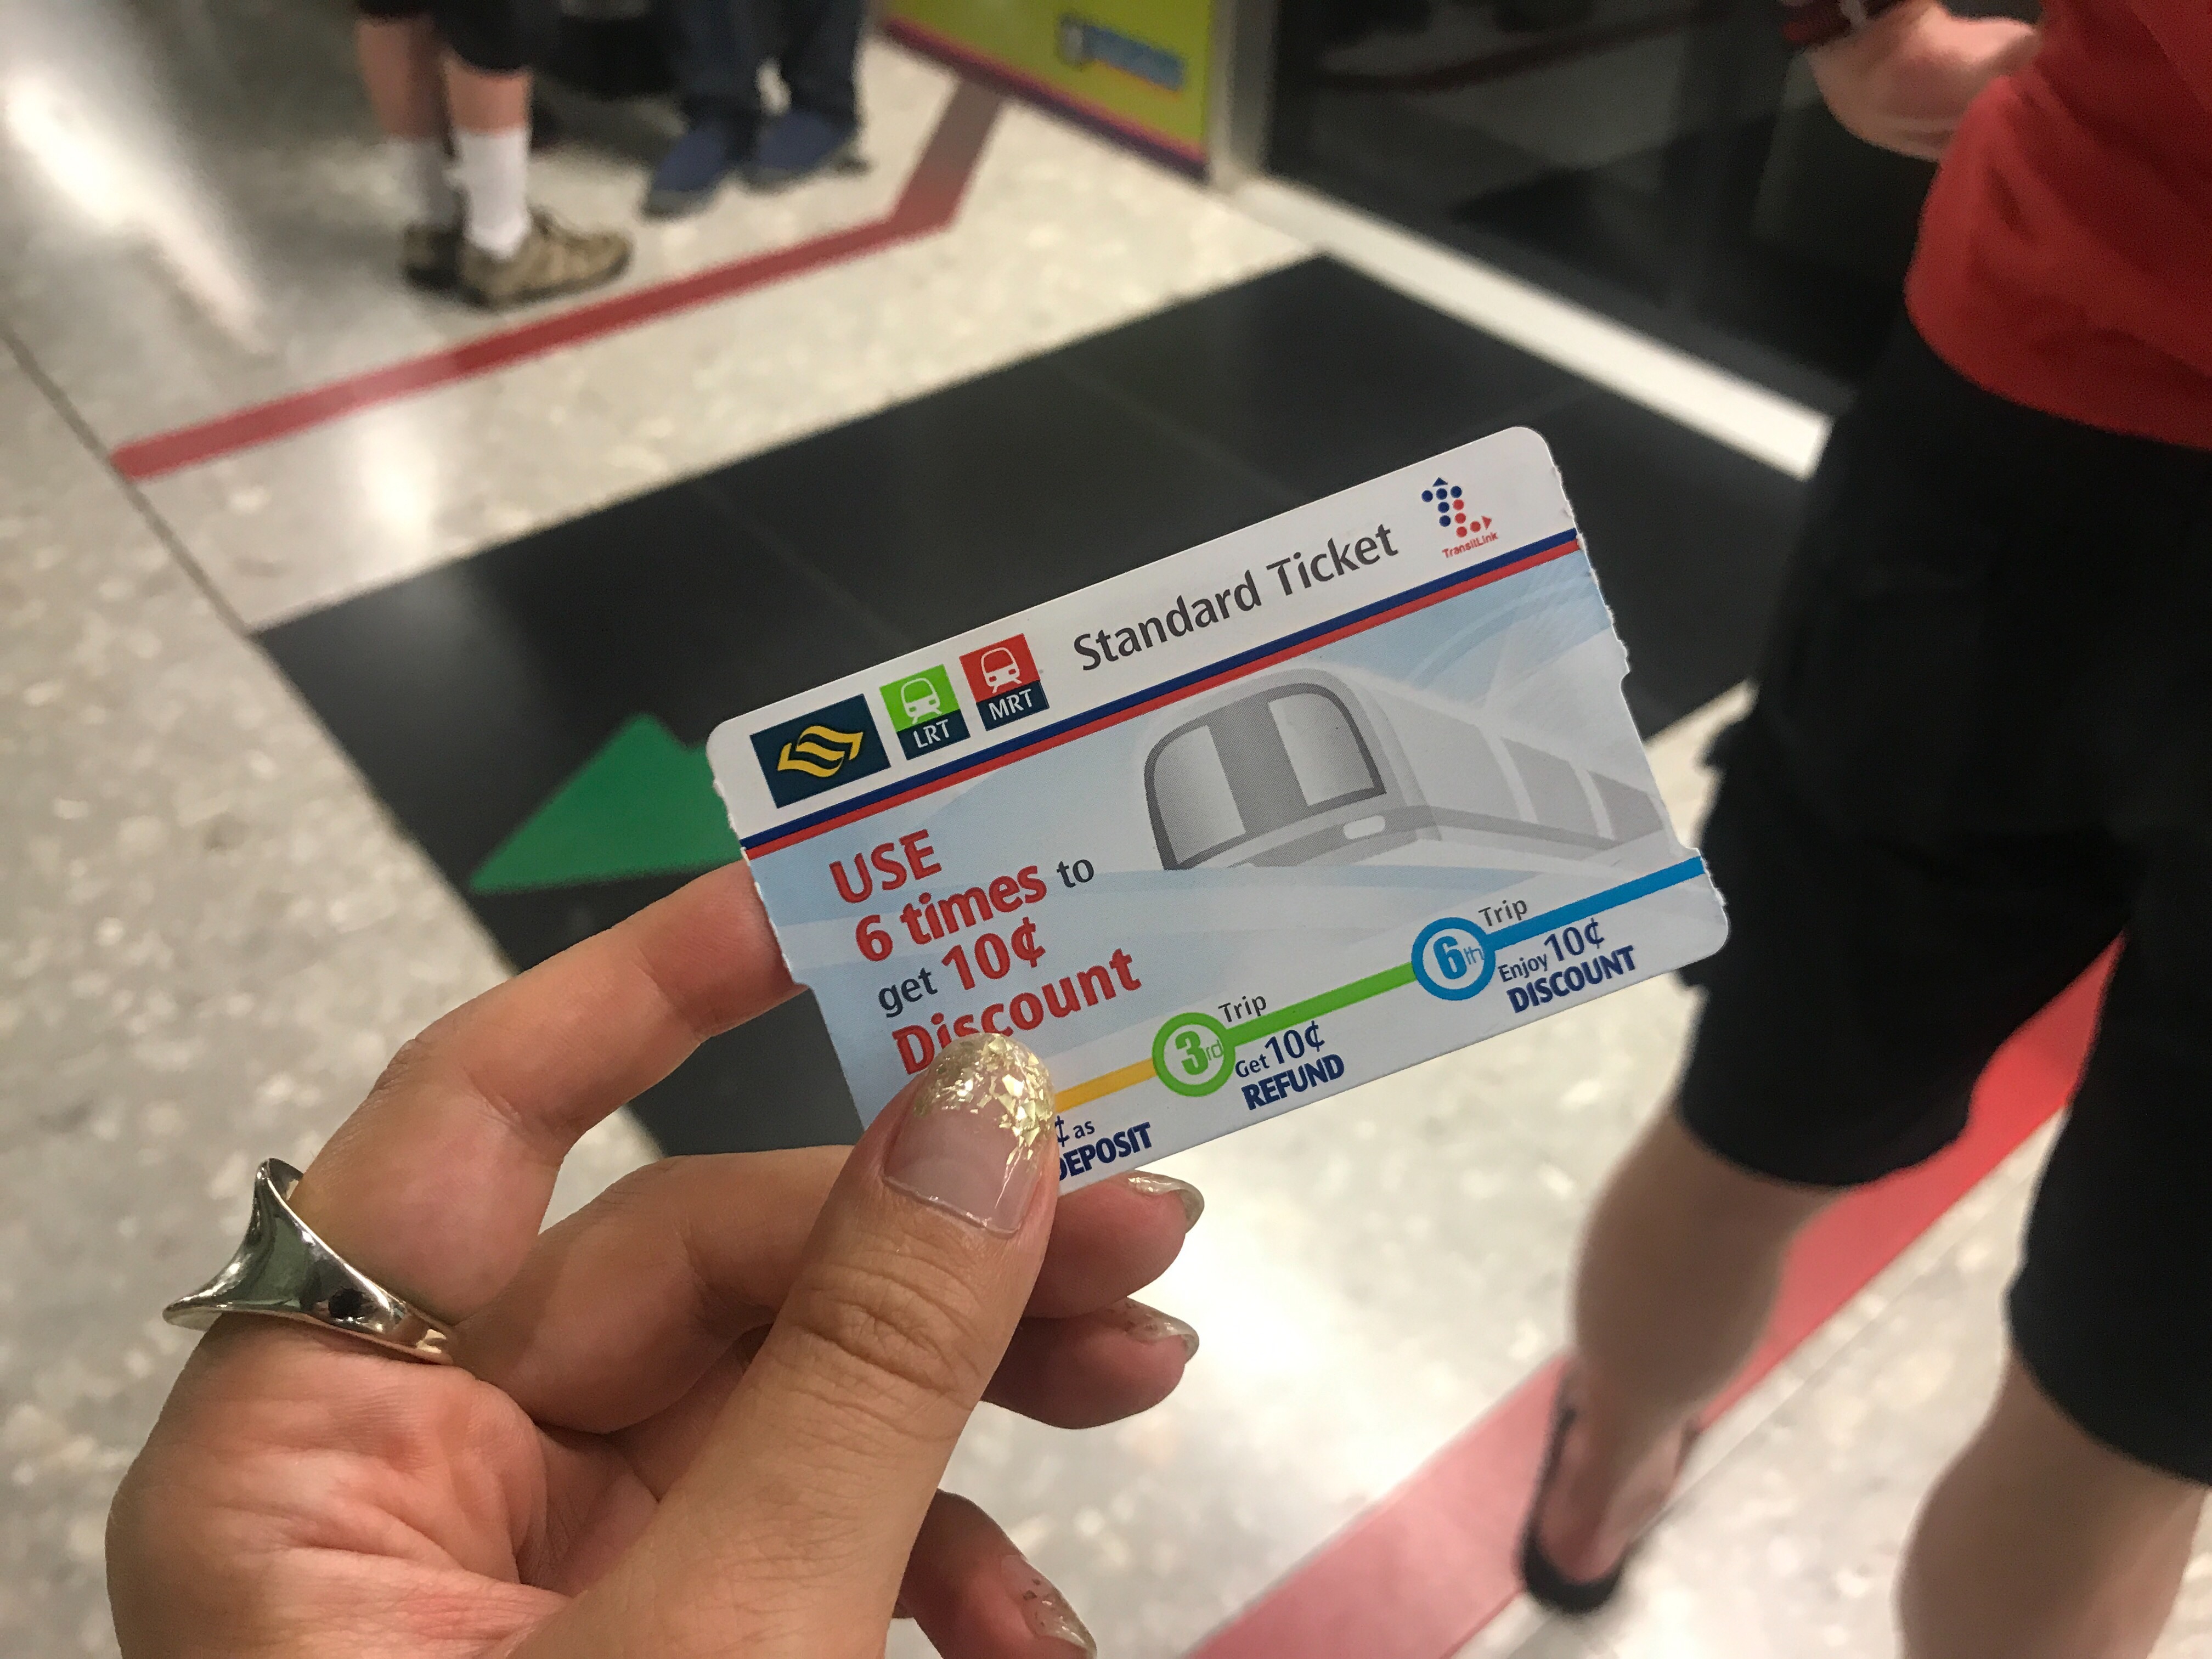 Standard Ticket
TransitLink
LRT
MRT
USE
6 times to
get 10¢
Discount
¢ as
DEPOSIT
3rd Trip
Get 10¢
REFUND
6th Trip
Enjoy 10¢
DISCOUNT